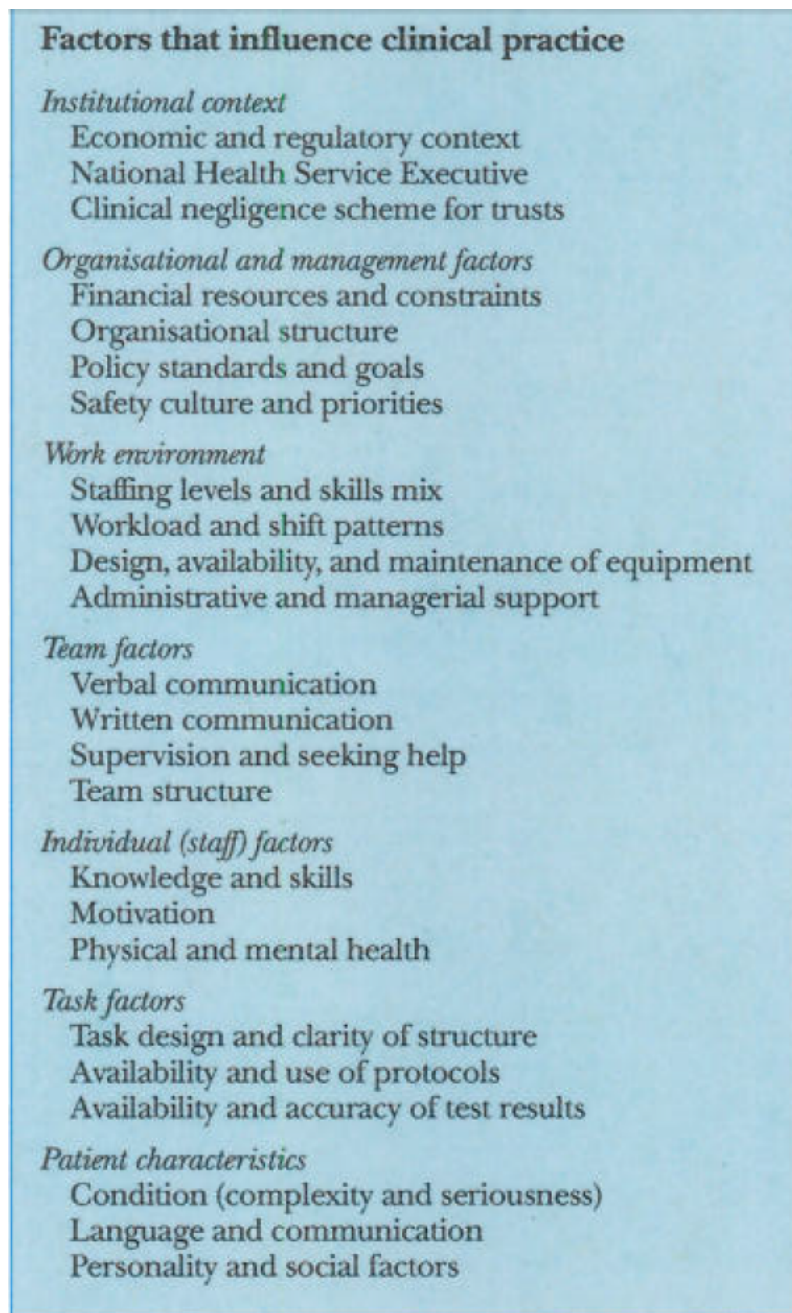 Factors that influence clinical practice
Institutional context
Economic and regulatory context
National Health Service Executive
Clinical negligence scheme for trusts
Organisational and management factors
Financial resources and constraints
Organisational structure
Policy standards and goals
Safety culture and priorities
Work environment
Staffing levels and skills mix
Workload and shift patterns
Design, availability, and maintenance of equipment
Administrative and managerial support
Team factors
Verbal communication
Written communication
Supervision and seeking help
Team structure
Individual (staff) factors
Knowledge and skills
Motivation
Physical and mental health
Task factors
Task design and clarity of structure
Availability and use of protocols
Availability and accuracy of test results
Patient characteristics
Condition (complexity and seriousness)
Language and communication
Personality and social factors